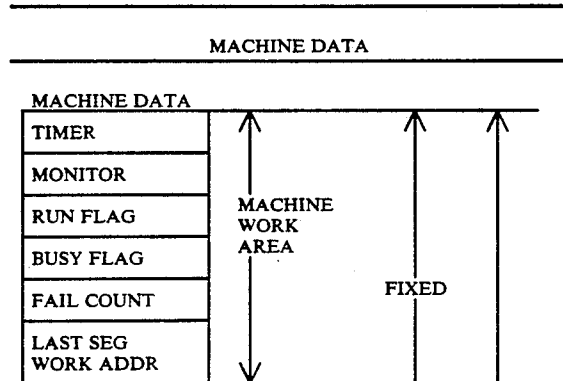 MACHINE DATA
MACHINE DATA
TIMER
MONITOR
RUN FLAG
BUSY FLAG
FAIL COUNT
LAST SEG
WORK ADDR
MACHINE
WORK
AREA
FIXED